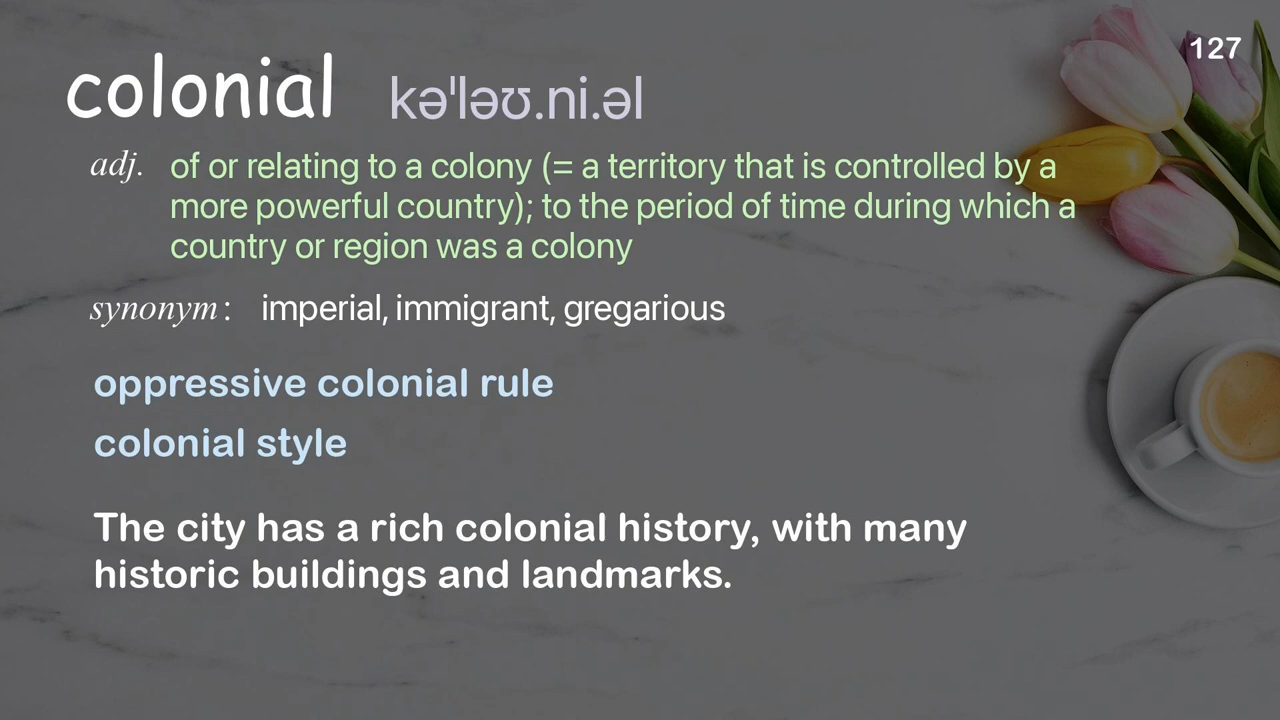 127
colonial kəˈləʊ.ni.əl
adj. of or relating to a colony (= a territory that is controlled by a
more powerful country); to the period of time during which a
country or region was a colony
synonym: imperial, immigrant, gregarious
oppressive colonial rule
colonial style
The city has a rich colonial history, with many
historic buildings and landmarks.